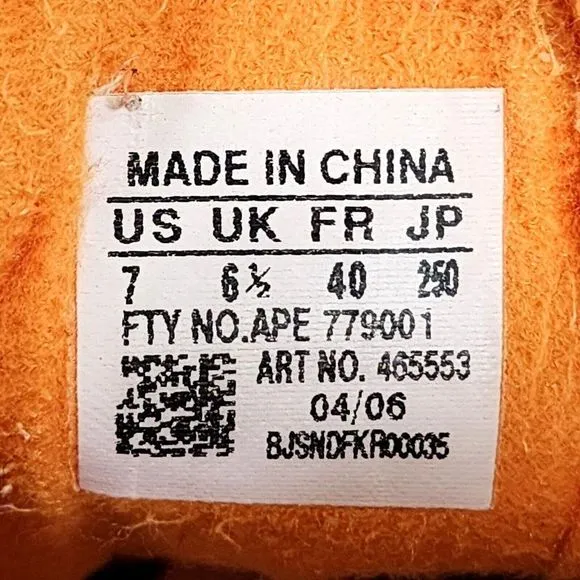 MADE IN CHINA
US UK FR JP
7 6½ 40 250
FTY NO.APE 779001
ART NO. 465553
04/06
BJSNDFKR00035